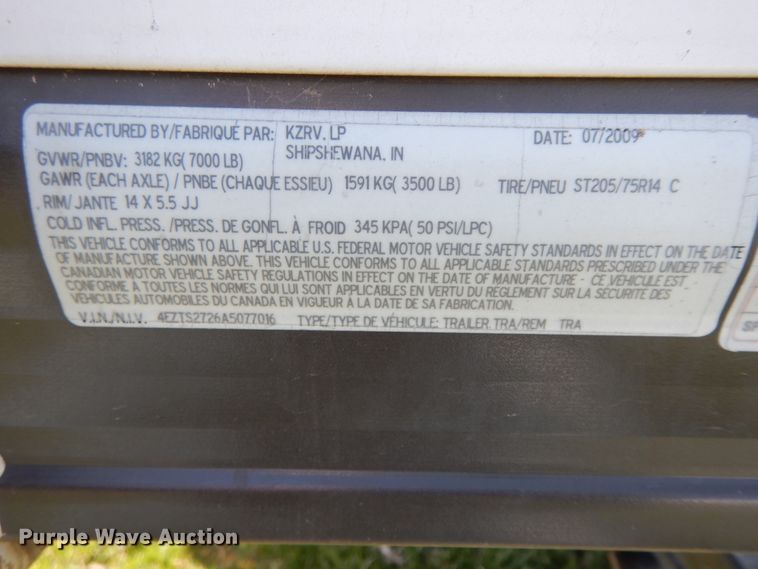 MANUFACTURED BY/FABRIQUÉ PAR: KZRV, LP DATE: 07/2009
SHIPSHEWANA, IN
GVWR/PNBV: 3182 KG( 7000 LB)
GAWR (EACH AXLE) / PNBE (CHAQUE ESSIEU) 1591 KG( 3500 LB) TIRE/PNEU ST205/75R14 C
RIM/ JANTE 14 X 5.5 JJ
COLD INFL. PRESS. /PRESS. DE GONFL. À FROID 345 KPA( 50 PSI/LPC)
THIS VEHICLE CONFORMS TO ALL APPLICABLE U.S. FEDERAL MOTOR VEHICLE SAFETY STANDARDS IN EFFECT ON THE DATE
OF MANUFACTURE SHOWN ABOVE. THIS VEHICLE CONFORMS TO ALL APPLICABLE STANDARDS PRESCRIBED UNDER THE
CANADIAN MOTOR VEHICLE SAFETY REGULATIONS IN EFFECT ON THE DATE OF MANUFACTURE - CE VÉHICULE EST
CONFORME À TOUTES LES NORMES QUI LUI SONT APPLICABLES EN VERTU DU RÈGLEMENT SUR LA SÉCURITÉ DES
VÉHICULES AUTOMOBILES DU CANADA EN VIGUEUR À LA DATE DE SA FABRICATION.
V.I.N./N.I.V. 4EZTS2726A5077016 TYPE/TYPE DE VÉHICULE: TRAILER.TRA/REM TRA
SP
Purple Wave Auction